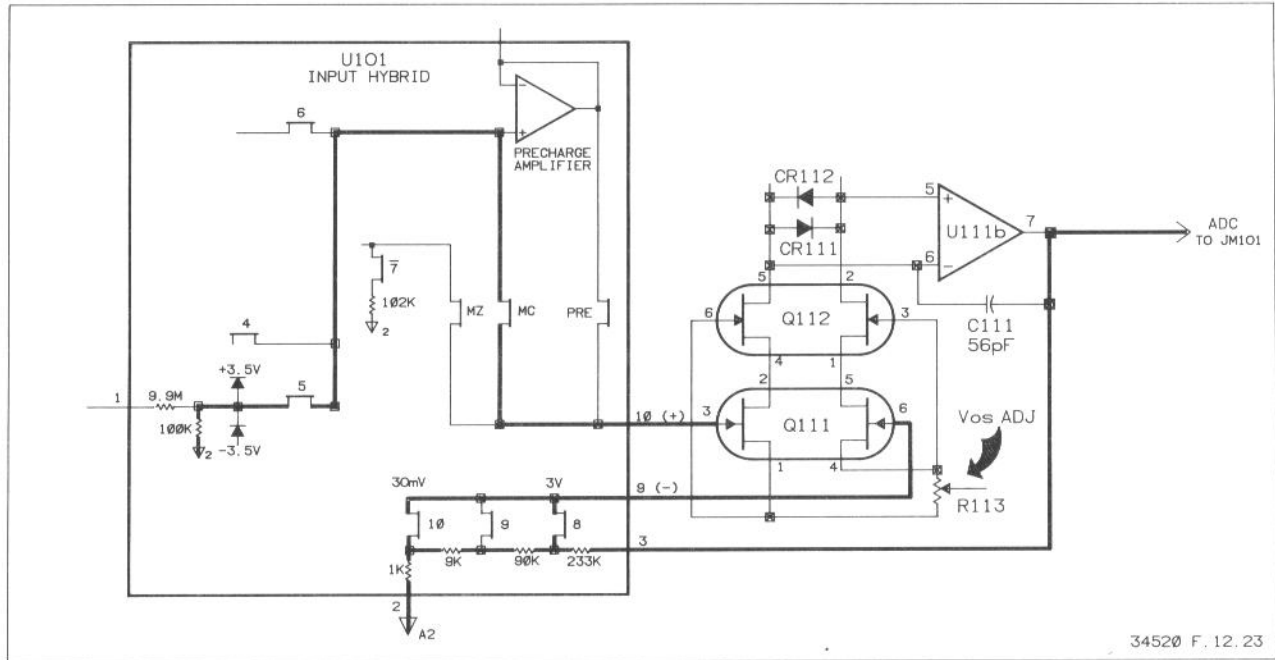 U101
INPUT HYBRID
6
-
+
PRECHARGE
AMPLIFIER
7
102K
2
MZ
MC
PRE
4
+3.5V
5
1
9.9M
100K
2
-3.5V
10 (+)
CR112
CR111
5
+
U111b
7
6
-
ADC
TO JM101
C111
56pF
5
2
6
Q112
3
4
1
2
5
3
Q111
6
1
4
Vos ADJ
R113
30mV
3V
9 (-)
10
9
8
3
1K
9K
90K
233K
2
A2
34520 F.12.23